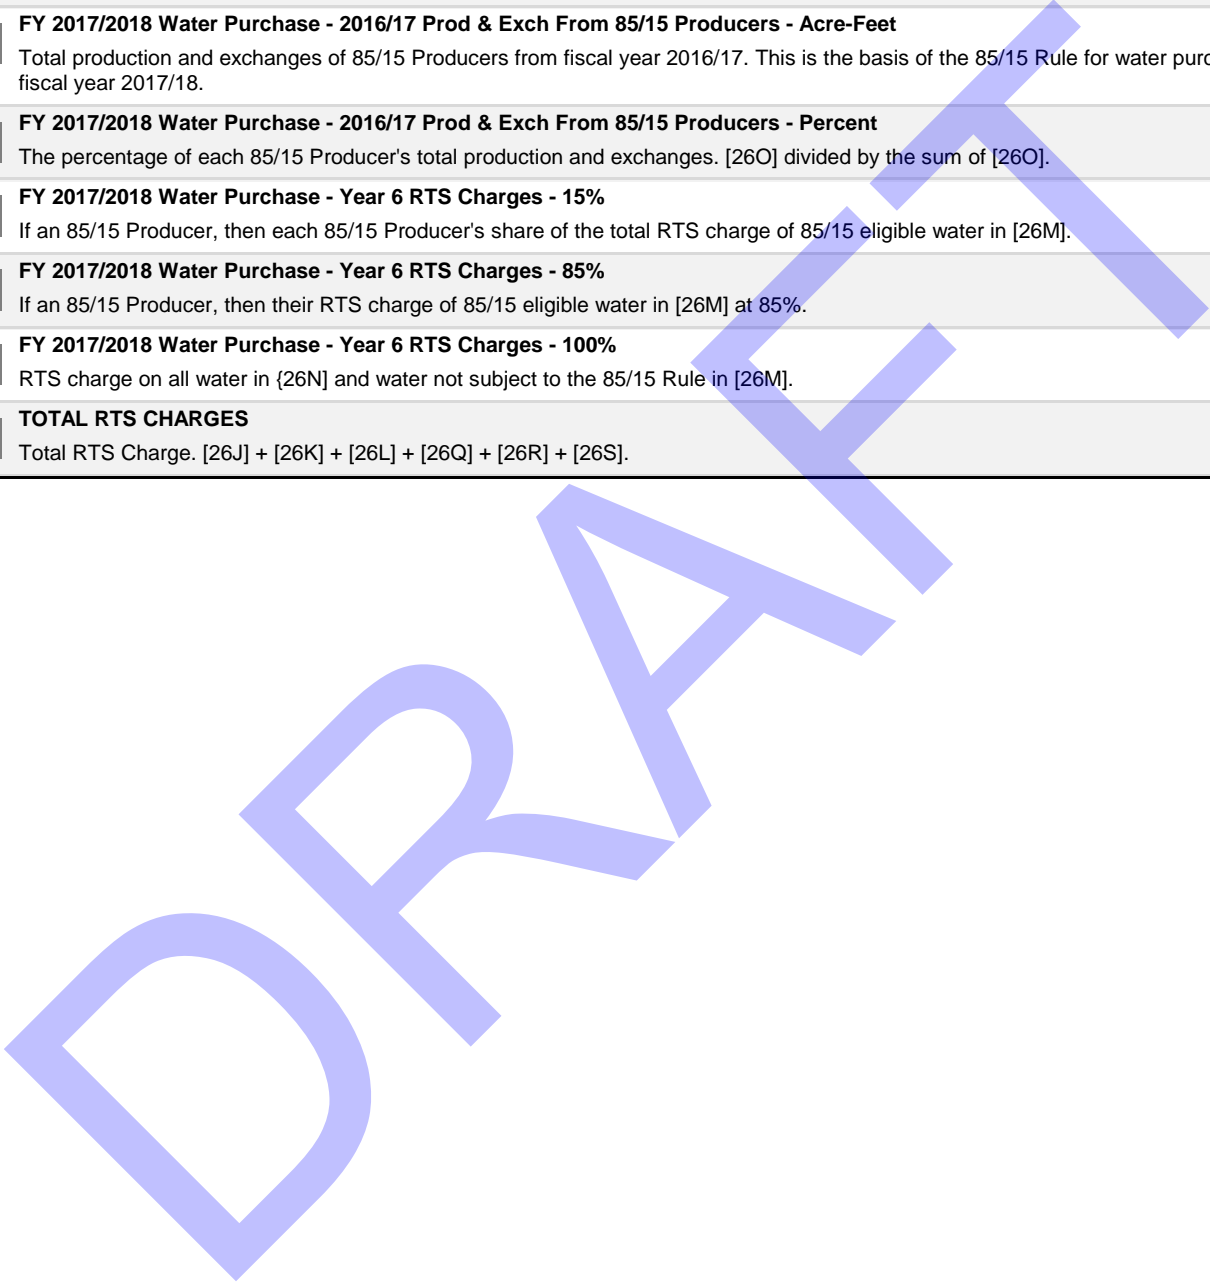 FY 2017/2018 Water Purchase - 2016/17 Prod & Exch From 85/15 Producers - Acre-Feet
Total production and exchanges of 85/15 Producers from fiscal year 2016/17. This is the basis of the 85/15 Rule for water
fiscal year 2017/18.
FY 2017/2018 Water Purchase - 2016/17 Prod & Exch From 85/15 Producers - Percent
The percentage of each 85/15 Producer's total production and exchanges. [26O] divided by the sum of [26O].
FY 2017/2018 Water Purchase - Year 6 RTS Charges - 15%
If an 85/15 Producer, then each 85/15 Producer's share of the total RTS charge of 85/15 eligible water in [26M].
FY 2017/2018 Water Purchase - Year 6 RTS Charges - 85%
If an 85/15 Producer, then their RTS charge of 85/15 eligible water in [26M] at 85%.
FY 2017/2018 Water Purchase - Year 6 RTS Charges - 100%
RTS charge on all water in {26N] and water not subject to the 85/15 Rule in [26M].
TOTAL RTS CHARGES
Total RTS Charge. [26J] + [26K] + [26L] + [26Q] + [26R] + [26S].
DRAFT